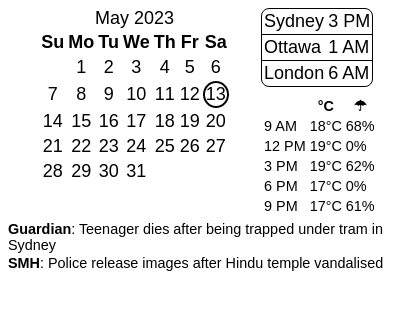 May 2023
Su Mo Tu We Th Fr Sa
1 2 3 4 5 6
7 8 9 10 11 12 13
14 15 16 17 18 19 20
21 22 23 24 25 26 27
28 29 30 31
Sydney 3 PM
Ottawa 1 AM
London 6 AM
°C ☂
9 AM 18°C 68%
12 PM 19°C 0%
3 PM 19°C 62%
6 PM 17°C 0%
9 PM 17°C 61%
Guardian: Teenager dies after being trapped under tram in
Sydney
SMH: Police release images after Hindu temple vandalised